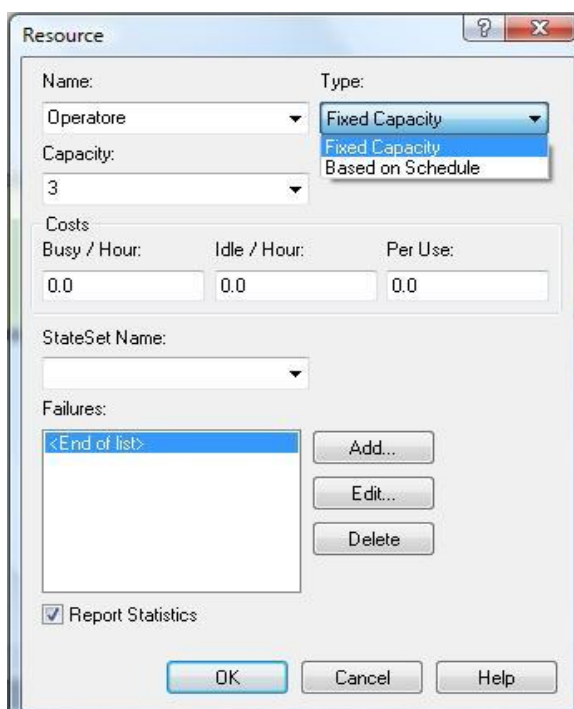 Resource
Name:
Type:
Operatore
Fixed Capacity
Fixed Capacity
Based on Schedule
Capacity:
3
Costs
Busy / Hour:
Idle / Hour:
Per Use:
0.0
0.0
0.0
StateSet Name:
Failures:
<End of list>
Add...
Edit...
Delete
Report Statistics
OK
Cancel
Help